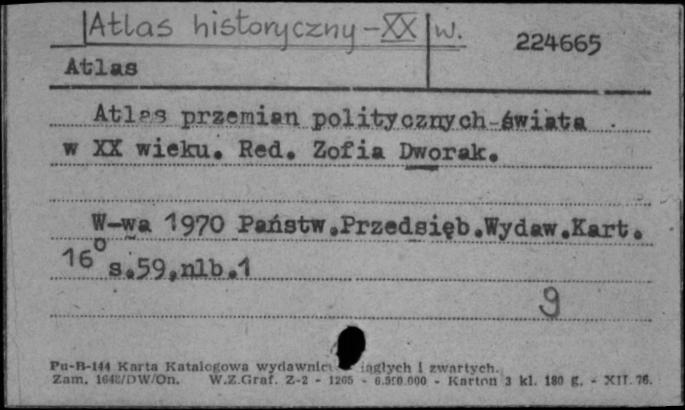 Atlas historyczny - XX w.
224665
Atlas
Atlas przemian politycznych świata
w XX wieku. Red. Zofia Dworak.
W-wa 1970 Państw.Przedsięb.Wydaw.Kart.
16° s.59,nlb.1
9
Pu-B-144 Karta Katalogowa wydawnictw ciągłych i zwartych.
Zam. 1648/DW/On. W.Z.Graf. Z-2 - 1205 - 6.500.000 - Karton 3 kl. 180 g. - XII. 76.